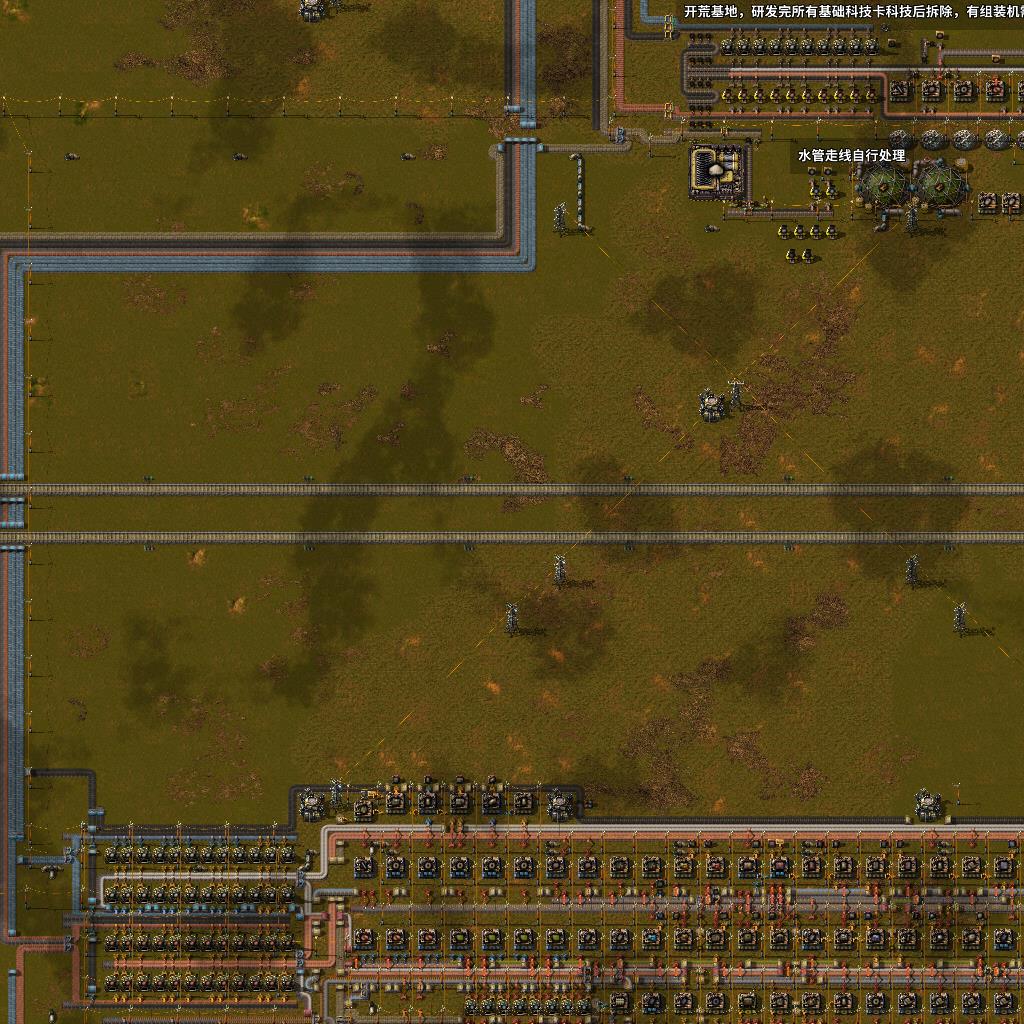 开荒基地，研发完所有基础科技卡科技后拆除，有组装机
水管走线自行处理